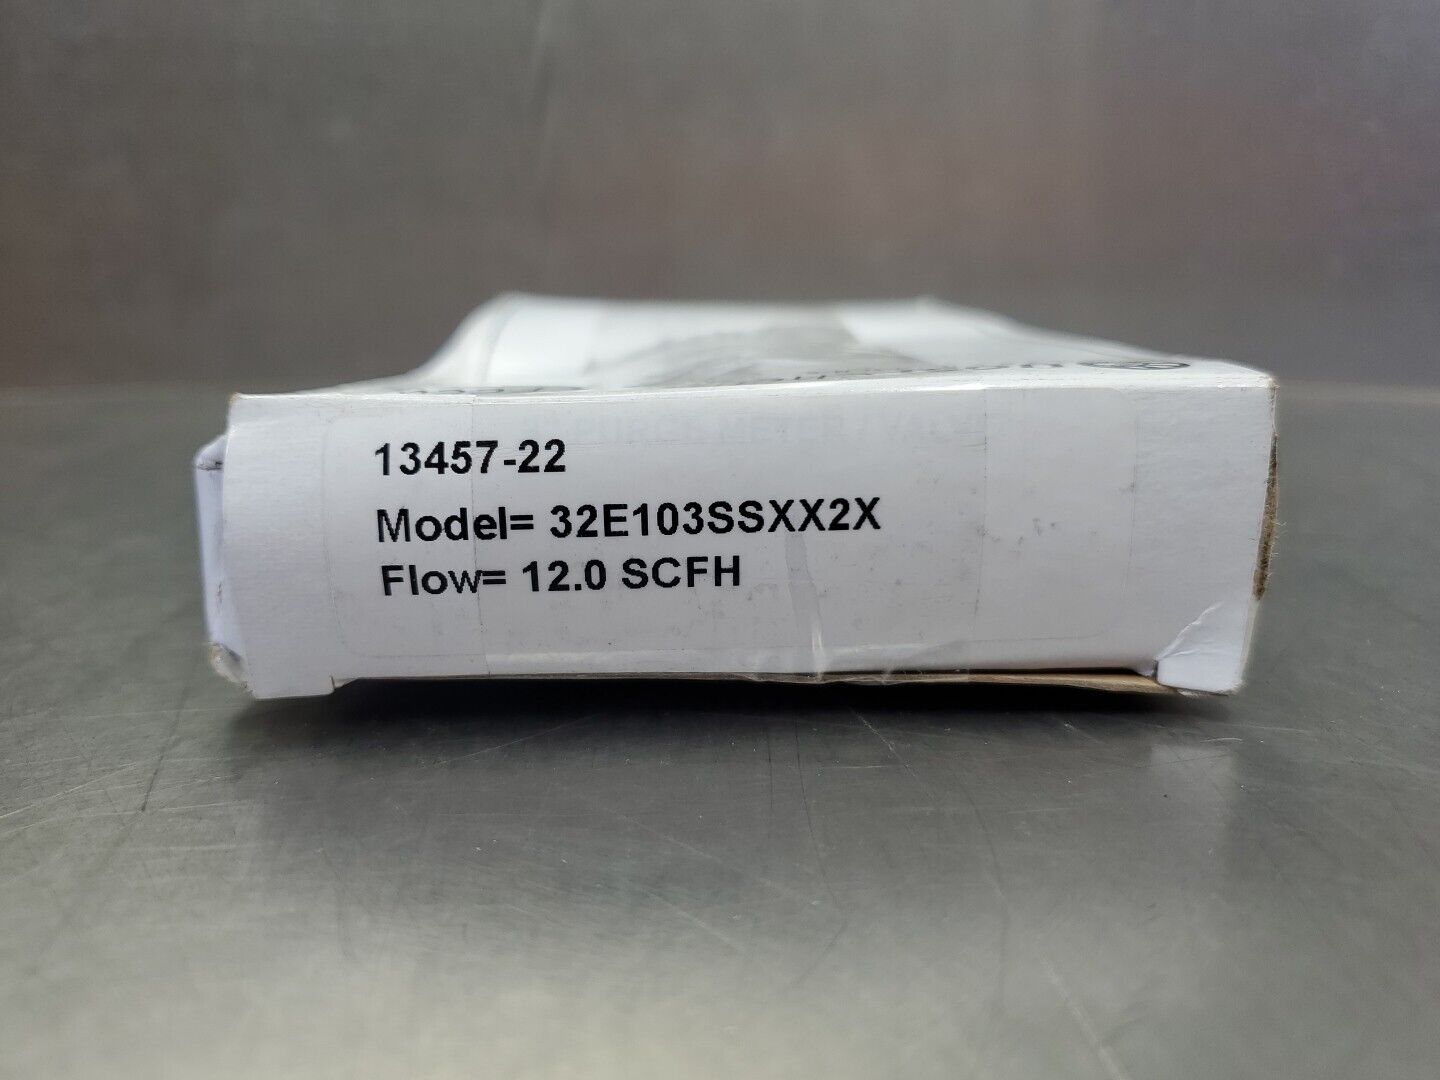 13457-22
Model= 32E103SSXX2X
Flow= 12.0 SCFH